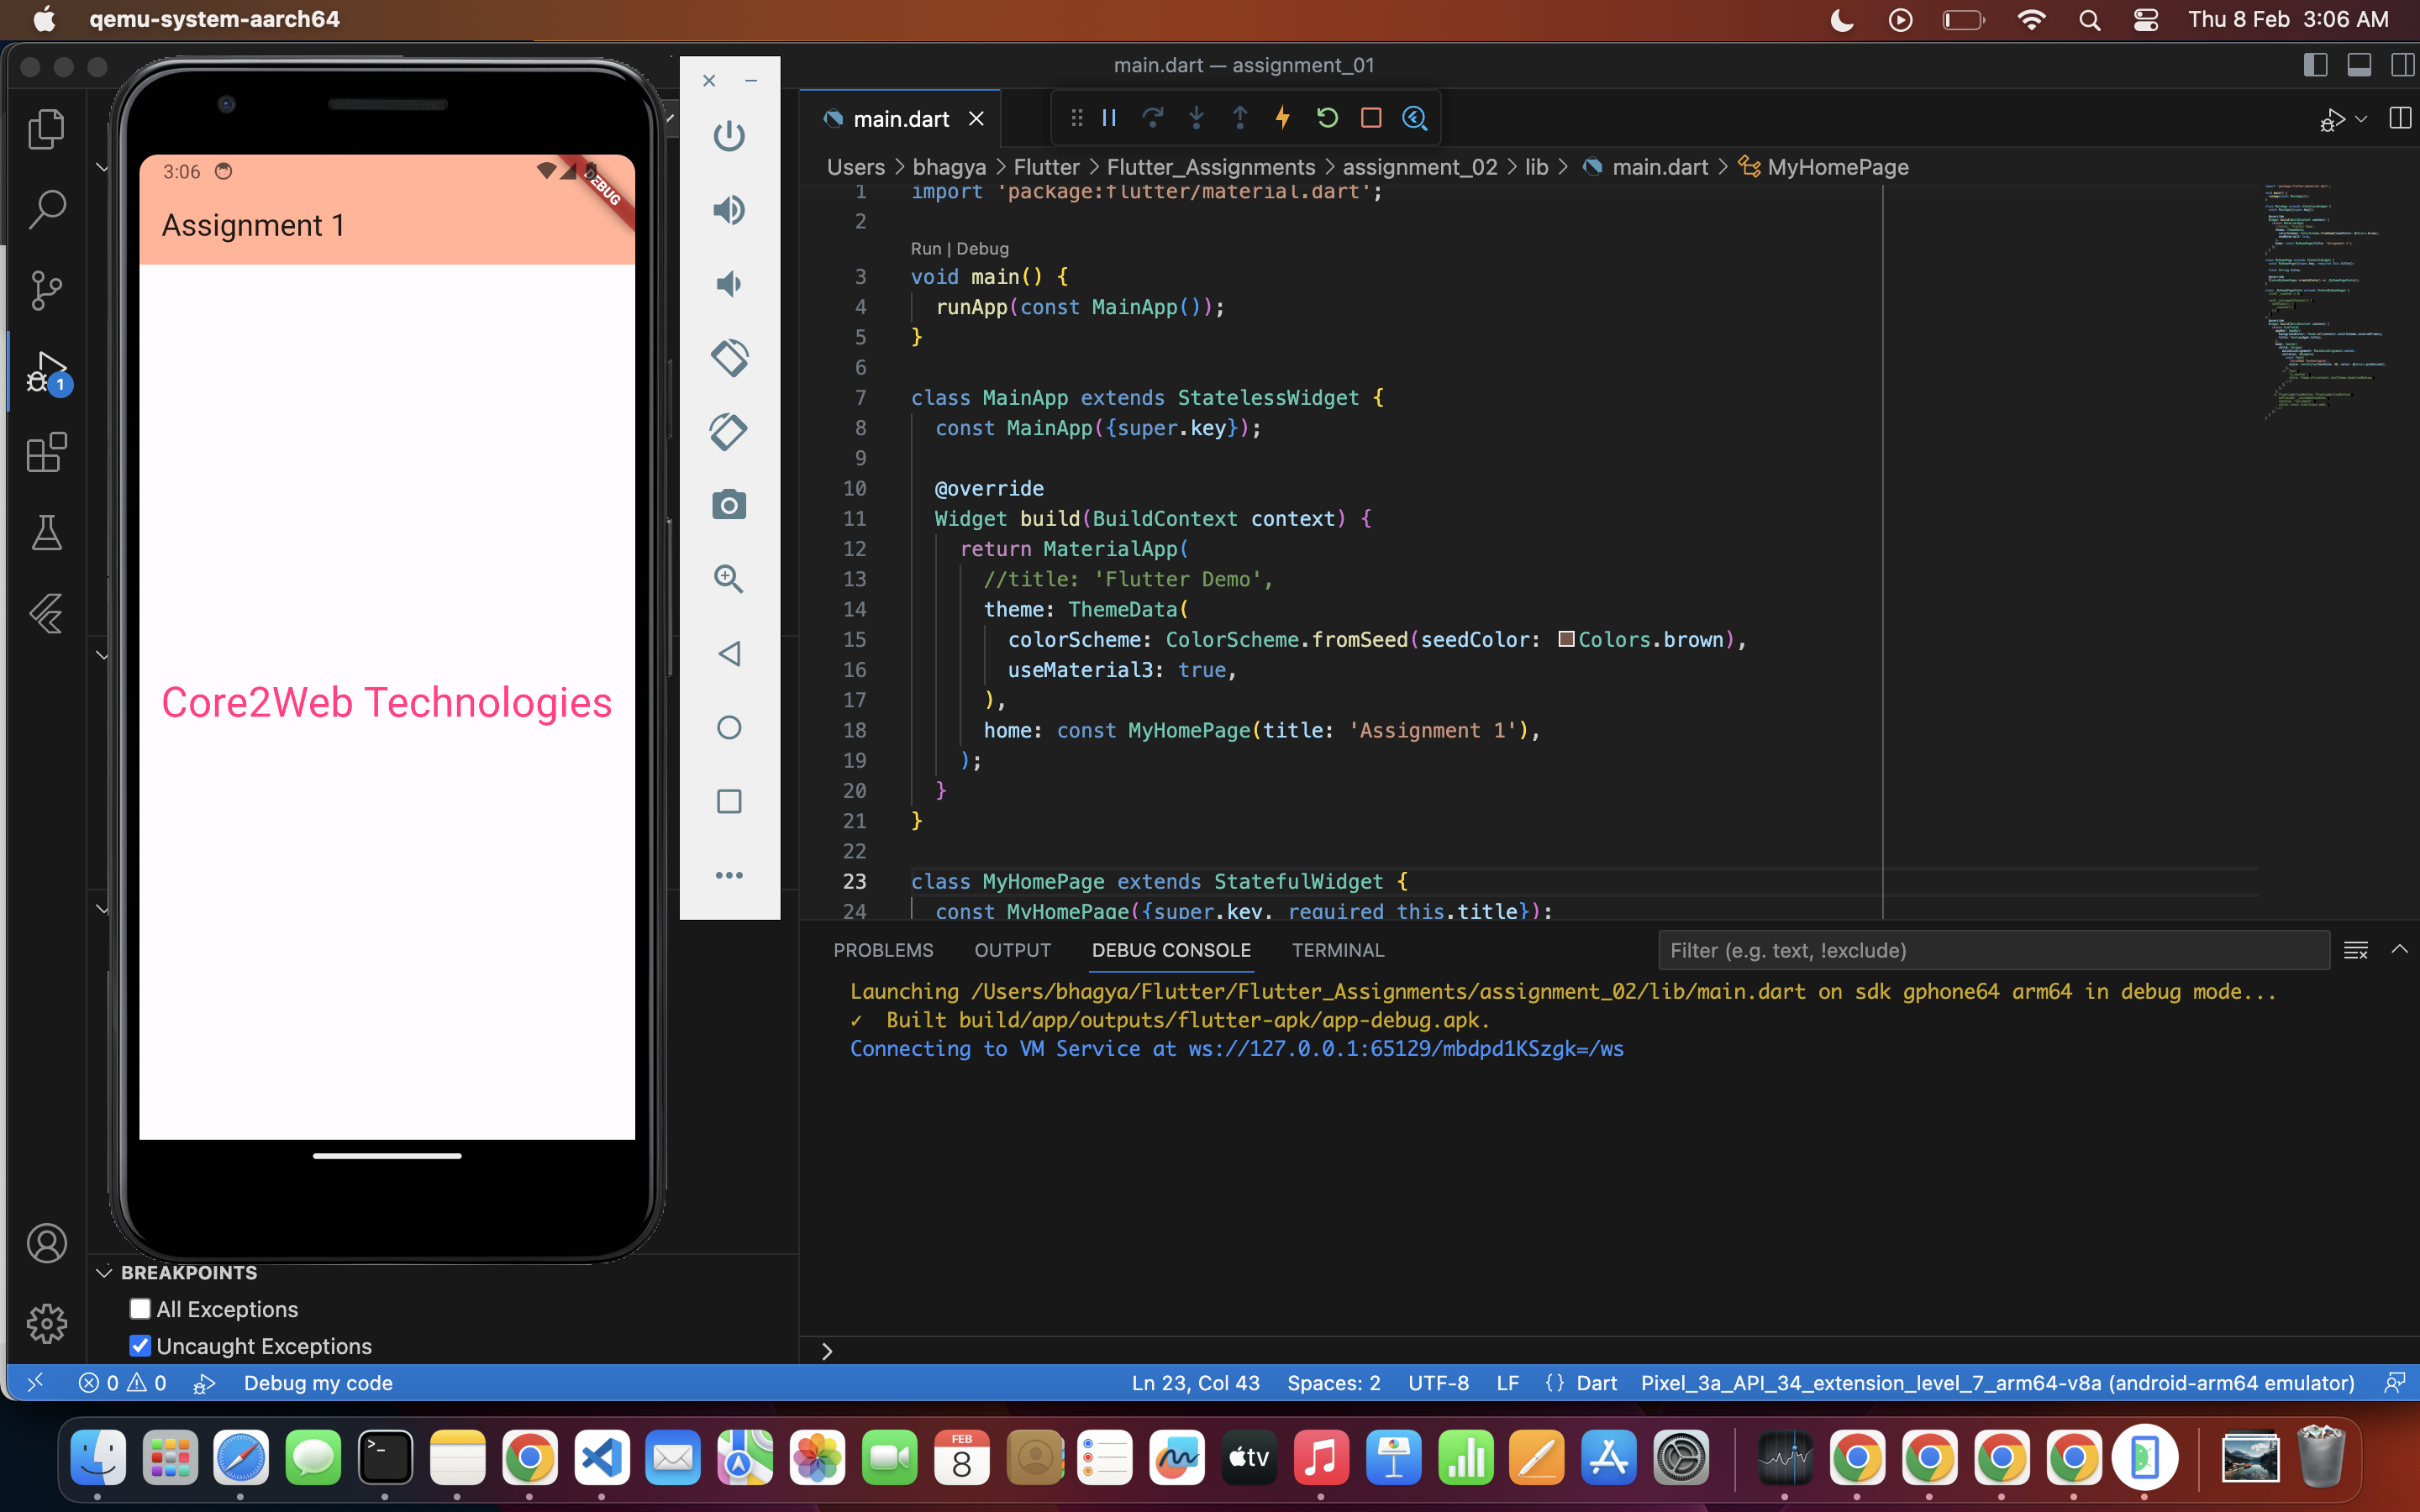 qemu-system-aarch64
Thu 8 Feb 3:06 AM
main.dart — assignment_01
3:06
DEBUG
Assignment 1
Core2Web Technologies
1
main.dart
Users > bhagya > Flutter > Flutter_Assignments > assignment_02 > lib > main.dart > MyHomePage
1 import 'package:flutter/material.dart';
2
Run | Debug
3 void main() {
4 runApp(const MainApp());
5 }
6
7 class MainApp extends StatelessWidget {
8 const MainApp({super.key});
9
10 @override
11 Widget build(BuildContext context) {
12 return MaterialApp(
13 //title: 'Flutter Demo',
14 theme: ThemeData(
15 colorScheme: ColorScheme.fromSeed(seedColor: Colors.brown),
16 useMaterial3: true,
17 ),
18 home: const MyHomePage(title: 'Assignment 1'),
19 );
20 }
21 }
22
23 class MyHomePage extends StatefulWidget {
24 const MyHomePage({super.key, required this.title});
PROBLEMS OUTPUT DEBUG CONSOLE TERMINAL
Filter (e.g. text, !exclude)
Launching /Users/bhagya/Flutter/Flutter_Assignments/assignment_02/lib/main.dart on sdk gphone64 arm64 in debug mode...
✓ Built build/app/outputs/flutter-apk/app-debug.apk.
Connecting to VM Service at ws://127.0.0.1:65129/mbdpd1KSzgk=/ws
BREAKPOINTS
All Exceptions
Uncaught Exceptions
0 0 Debug my code
Ln 23, Col 43 Spaces: 2 UTF-8 LF {} Dart Pixel_3a_API_34_extension_level_7_arm64-v8a (android-arm64 emulator)
FEB
8
tv